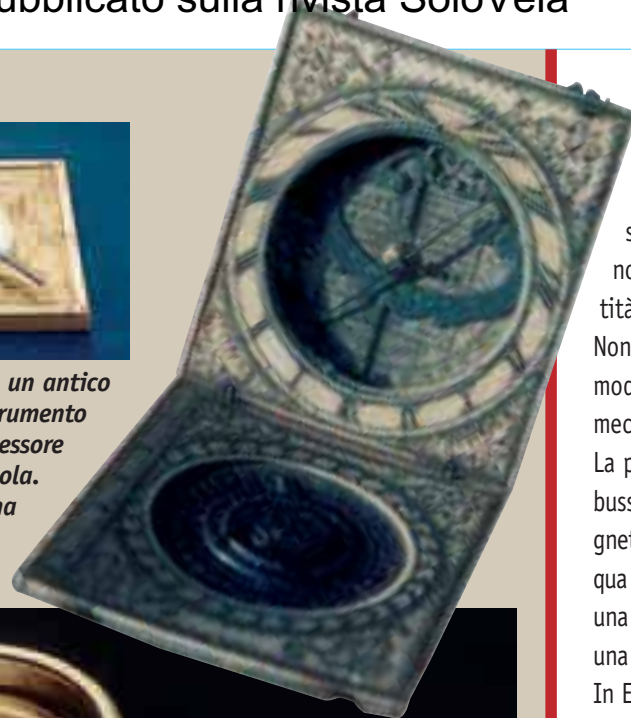 ubblicato sulla rivista SoloVela
un antico
rumento
essore
ola.
na
s
no
tità
Non
mod
mec
La p
buss
gnet
qua
una
una
In E